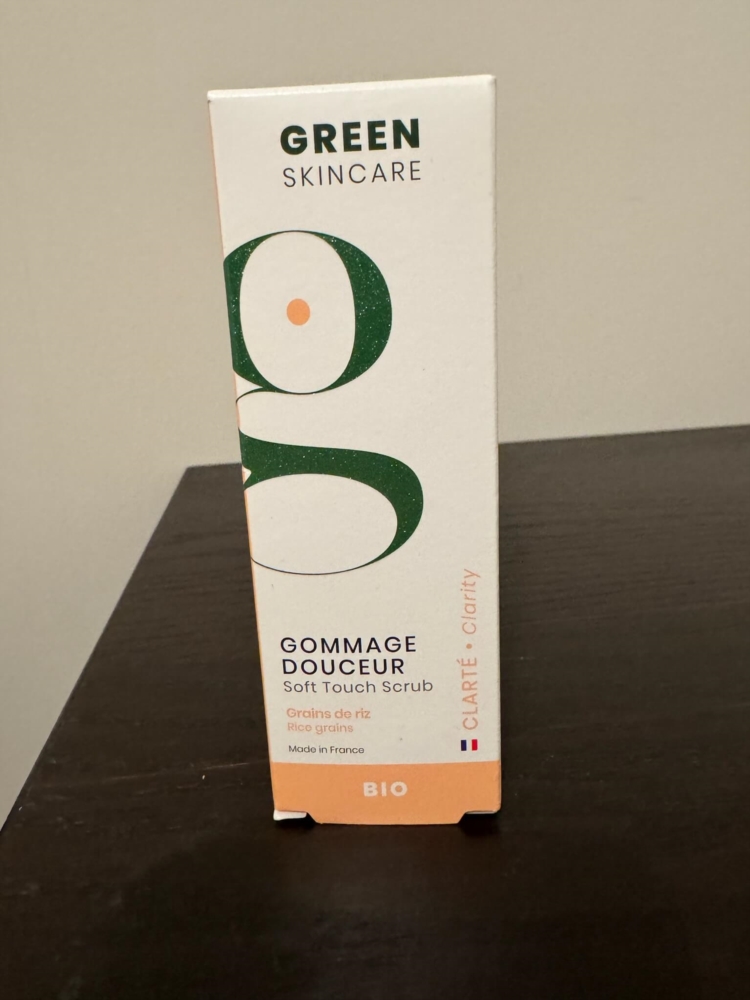 GREEN
SKINCARE
g
GOMMAGE
DOUCEUR
Soft Touch Scrub
Grains de riz
Rice grains
Made in France
CLARTÉ • Clarity
BIO